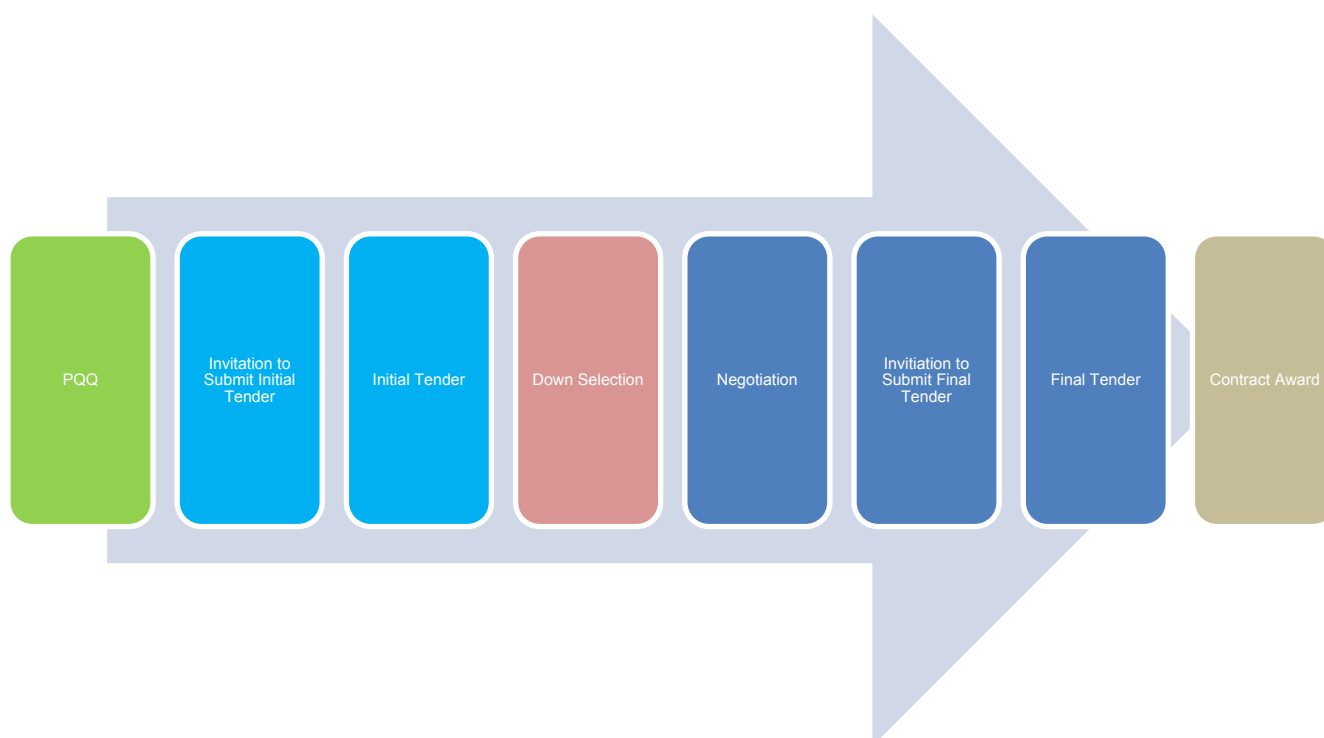 PQQ
Invitation to
Submit Initial
Tender
Initial Tender
Down Selection
Negotiation
Invitiation to
Submit Final
Tender
Final Tender
Contract Award